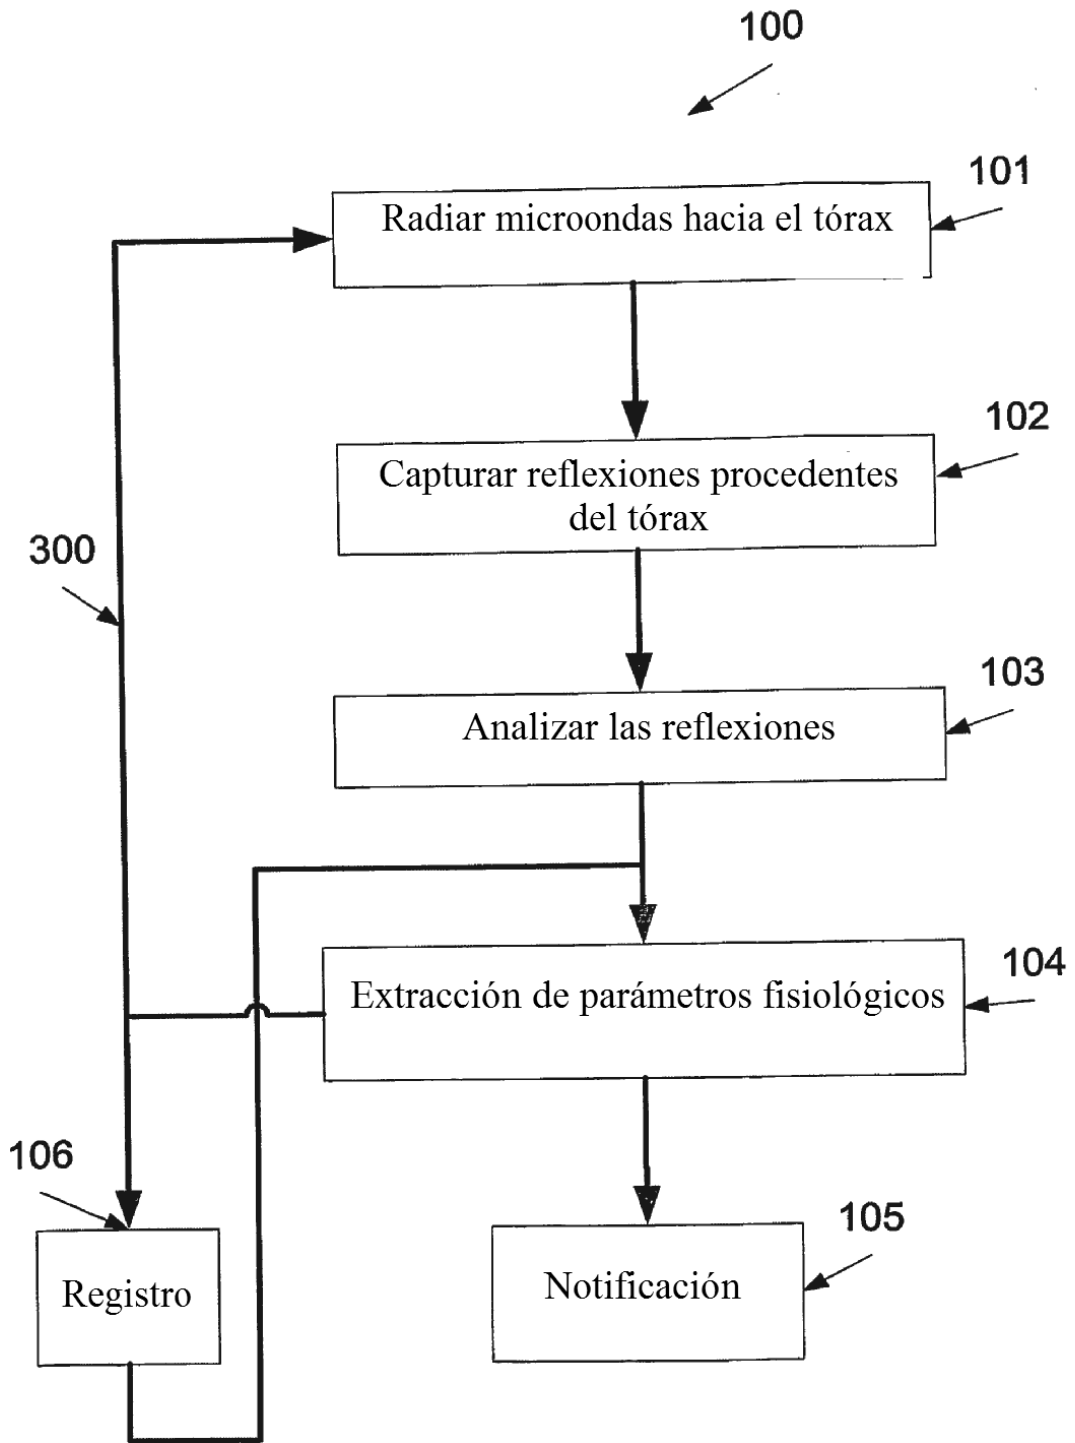 100
101
Radiar microondas hacia el tórax
102
Capturar reflexiones procedentes
del tórax
300
103
Analizar las reflexiones
104
Extracción de parámetros fisiológicos
106
105
Registro
Notificación